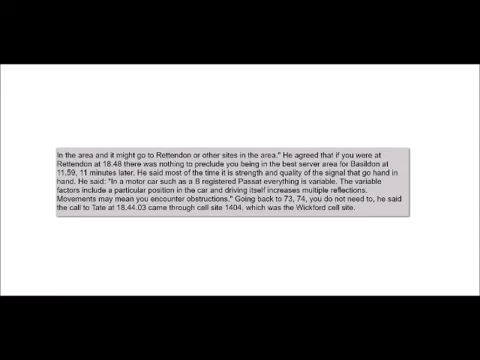 In the area and it might go to Rettendon or other sites in the area." He agreed that if you were at
Rettendon at 18.48 there was nothing to preclude you being in the best server area for Basildon at
11.59, 11 minutes later. He said most of the time it is strength and quality of the signal that go hand in
hand. He said: "In a motor car such as a B registered Passat everything is variable. The variable
factors include a particular position in the car and driving itself increases multiple reflections.
Movements may mean you encounter obstructions." Going back to 73, 74, you do not need to, he said
the call to Tate at 18.44.03 came through cell site 1404, which was the Wickford cell site.